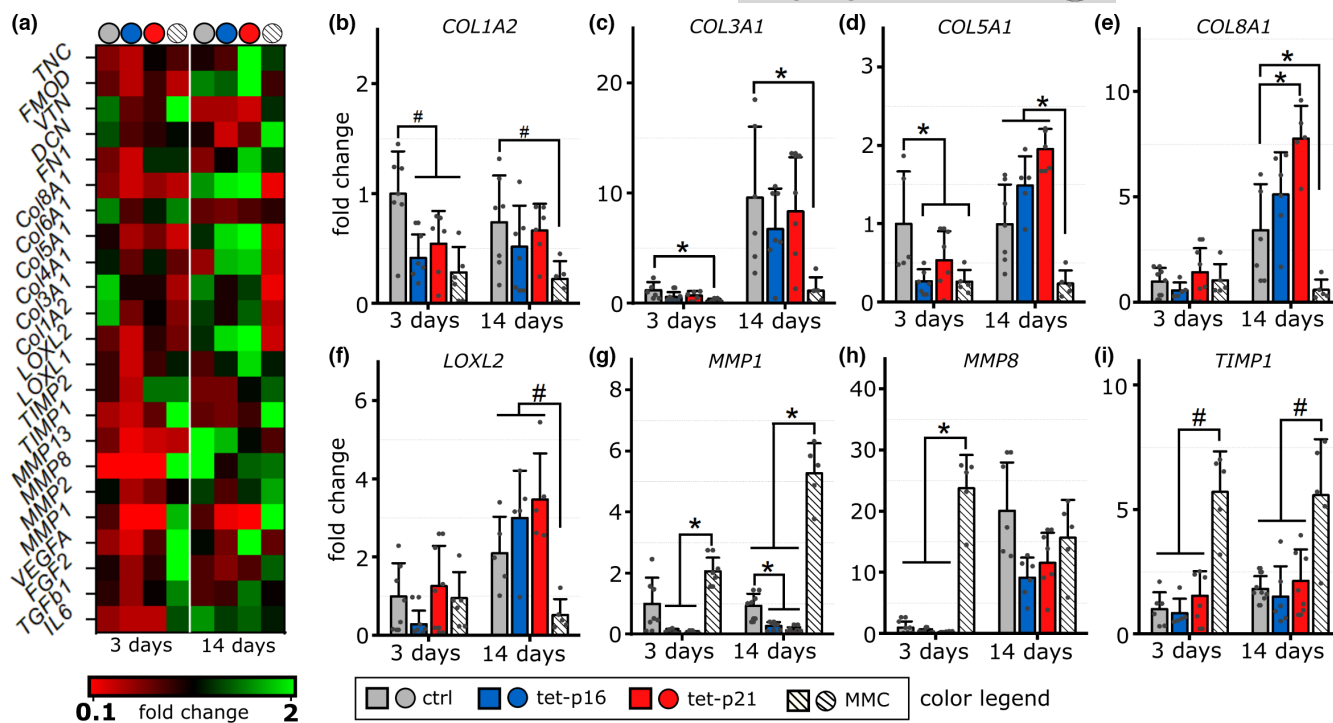 (a)
TNC
FMOD
VTN
DCN
FN1
Col8A1
Col6A1
Col5A1
Col4A1
Col3A1
Col1A2
LOXL2
LOXL1
TIMP2
TIMP1
MMP13
MMP8
MMP2
MMP1
VEGFA
FGF2
TGFb1
IL6
3 days 14 days
0.1 fold change 2
(b) COL1A2
fold change
2
1
0
# #
3 days 14 days
(c) COL3A1
20
10
0
* *
3 days 14 days
(d) COL5A1
3
2
1
0
* *
3 days 14 days
(e) COL8A1
10
5
0
* *
3 days 14 days
(f) LOXL2
fold change
6
4
2
0
#
3 days 14 days
(g) MMP1
8
6
4
2
0
* * *
3 days 14 days
(h) MMP8
40
30
20
10
0
*
3 days 14 days
(i) TIMP1
10
5
0
# #
3 days 14 days
ctrl tet-p16 tet-p21 MMC color legend